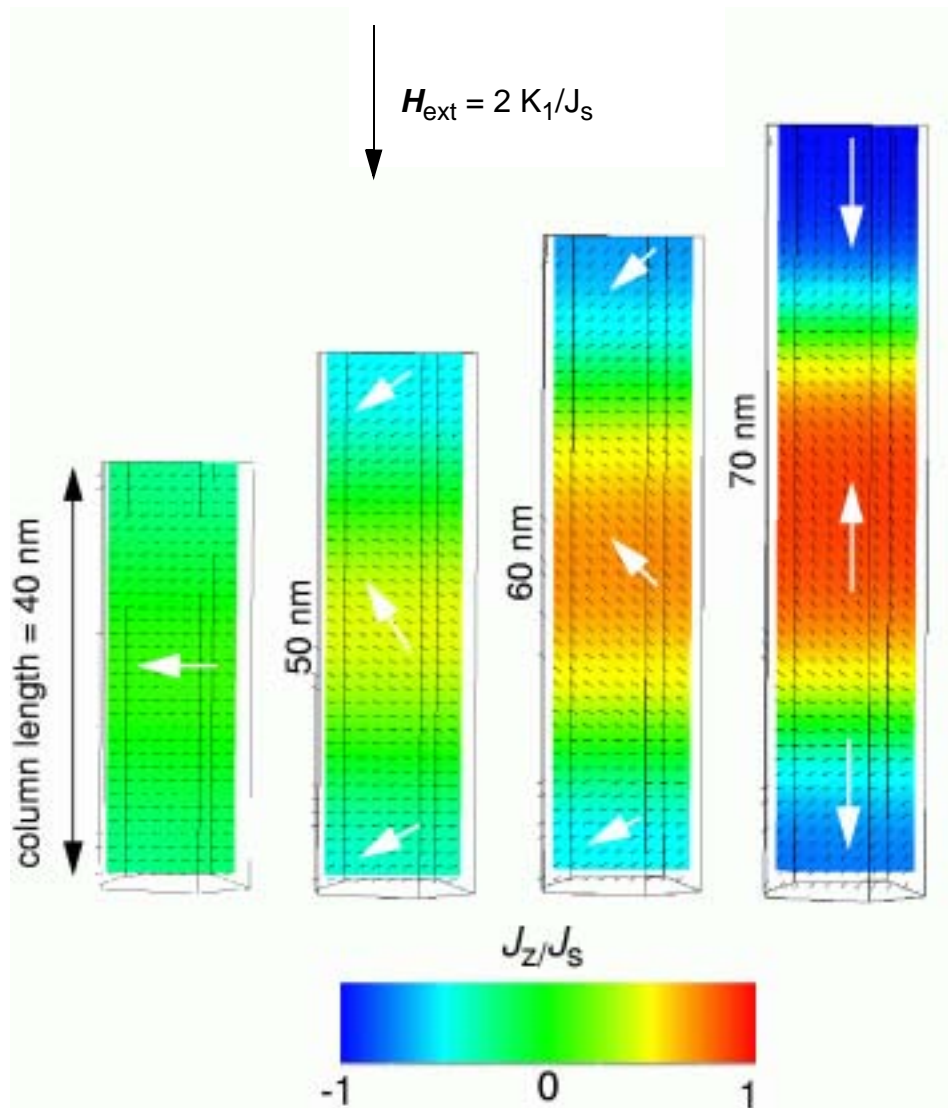 H_ext = 2 K_1/J_s
column length = 40 nm
50 nm
60 nm
70 nm
J_z/J_s
-1 0 1